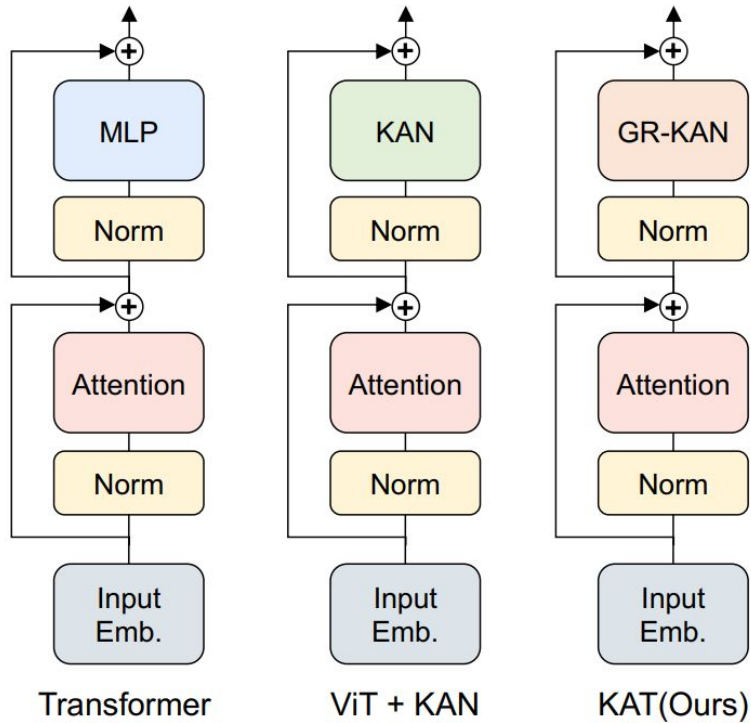 +
MLP
Norm
+
Attention
Norm
Input
Emb.
Transformer
+
KAN
Norm
+
Attention
Norm
Input
Emb.
ViT + KAN
+
GR-KAN
Norm
+
Attention
Norm
Input
Emb.
KAT(Ours)